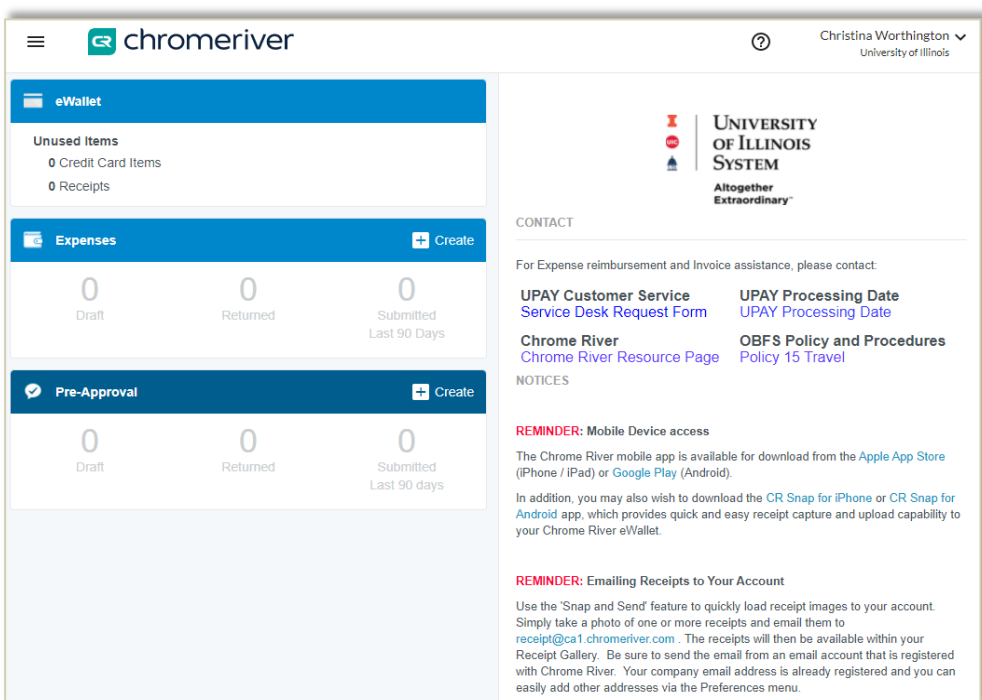 CR chromeriver
Christina Worthington
University of Illinois
eWallet
Unused Items
0 Credit Card Items
0 Receipts
Expenses
+ Create
0 0 0
Draft Returned Submitted
Last 90 Days
Pre-Approval
+ Create
0 0 0
Draft Returned Submitted
Last 90 days
I
UIC
UNIVERSITY
OF ILLINOIS
SYSTEM
Altogether
Extraordinary™
CONTACT
For Expense reimbursement and Invoice assistance, please contact:
UPAY Customer Service
Service Desk Request Form
UPAY Processing Date
UPAY Processing Date
Chrome River
Chrome River Resource Page
OBFS Policy and Procedures
Policy 15 Travel
NOTICES
REMINDER: Mobile Device access
The Chrome River mobile app is available for download from the Apple App Store
(iPhone / iPad) or Google Play (Android).
In addition, you may also wish to download the CR Snap for iPhone or CR Snap for
Android app, which provides quick and easy receipt capture and upload capability to
your Chrome River eWallet.
REMINDER: Emailing Receipts to Your Account
Use the 'Snap and Send' feature to quickly load receipt images to your account.
Simply take a photo of one or more receipts and email them to
receipt@ca1.chromeriver.com . The receipts will then be available within your
Receipt Gallery. Be sure to send the email from an email account that is registered
with Chrome River. Your company email address is already registered and you can
easily add other addresses via the Preferences menu.